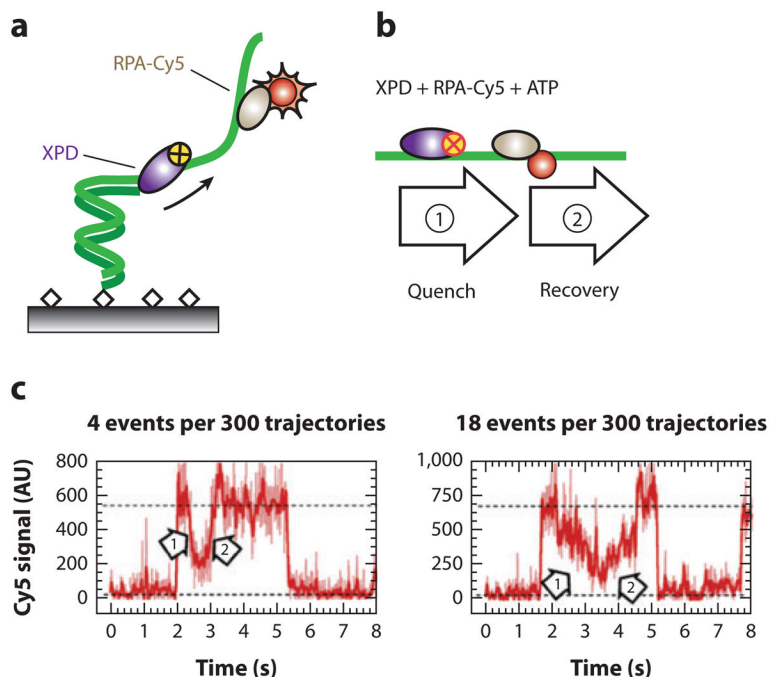 a
RPA-Cy5
XPD
b
XPD + RPA-Cy5 + ATP
1
2
Quench
Recovery
c
4 events per 300 trajectories
Cy5 signal (AU)
800
600
400
200
0
1
2
0 1 2 3 4 5 6 7 8
Time (s)
18 events per 300 trajectories
1,000
750
500
250
0
1
2
0 1 2 3 4 5 6 7 8
Time (s)